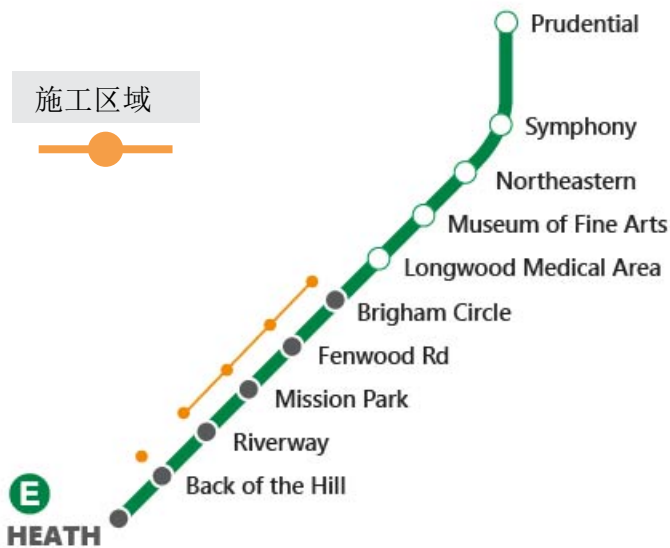 施工区域
Prudential
Symphony
Northeastern
Museum of Fine Arts
Longwood Medical Area
Brigham Circle
Fenwood Rd
Mission Park
Riverway
Back of the Hill
E
HEATH